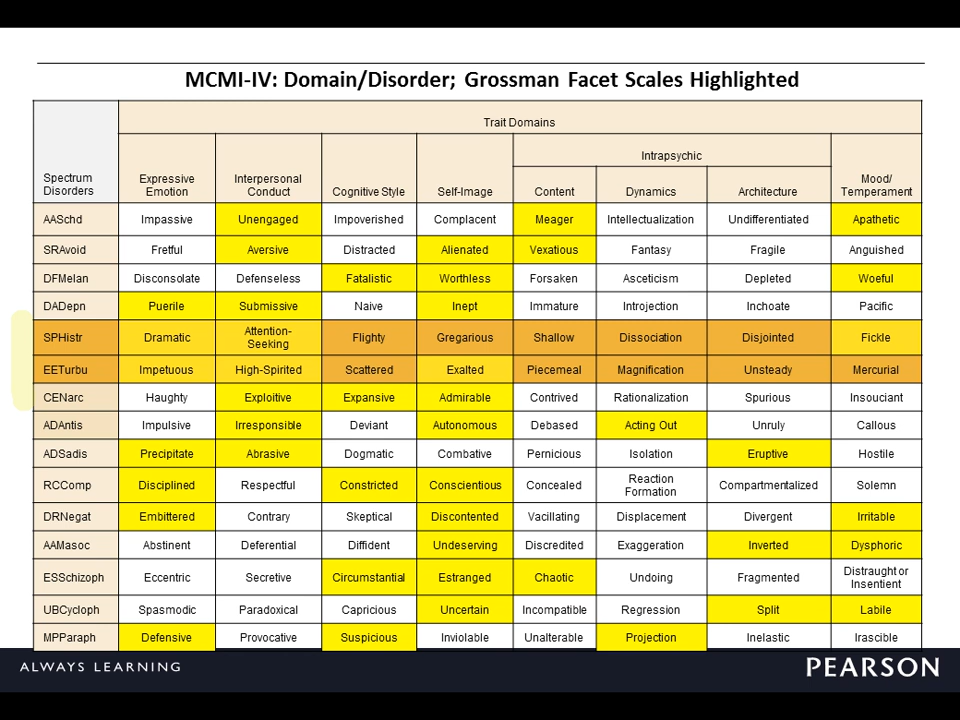 MCMI-IV: Domain/Disorder; Grossman Facet Scales Highlighted
Trait Domains
Intrapsychic
Spectrum Disorders Expressive Emotion Interpersonal Conduct Cognitive Style Self-Image Content Dynamics Architecture Mood/ Temperament
AASchd Impassive Unengaged Impoverished Complacent Meager Intellectualization Undifferentiated Apathetic
SRAvoid Fretful Aversive Distracted Alienated Vexatious Fantasy Fragile Anguished
DFMelan Disconsolate Defenseless Fatalistic Worthless Forsaken Asceticism Depleted Woeful
DADepn Puerile Submissive Naive Inept Immature Introjection Inchoate Pacific
SPHistr Dramatic Attention-Seeking Flighty Gregarious Shallow Dissociation Disjointed Fickle
EETurbu Impetuous High-Spirited Scattered Exalted Piecemeal Magnification Unsteady Mercurial
CENarc Haughty Exploitive Expansive Admirable Contrived Rationalization Spurious Insouciant
ADAntis Impulsive Irresponsible Deviant Autonomous Debased Acting Out Unruly Callous
ADSadis Precipitate Abrasive Dogmatic Combative Pernicious Isolation Eruptive Hostile
RCComp Disciplined Respectful Constricted Conscientious Concealed Reaction Formation Compartmentalized Solemn
DRNegat Embittered Contrary Skeptical Discontented Vacillating Displacement Divergent Irritable
AAMasoc Abstinent Deferential Diffident Undeserving Discredited Exaggeration Inverted Dysphoric
ESSchizoph Eccentric Secretive Circumstantial Estranged Chaotic Undoing Fragmented Distraught or Insentient
UBCycloph Spasmodic Paradoxical Capricious Uncertain Incompatible Regression Split Labile
MPParaph Defensive Provocative Suspicious Inviolable Unalterable Projection Inelastic Irascible
ALWAYS LEARNING
PEARSON